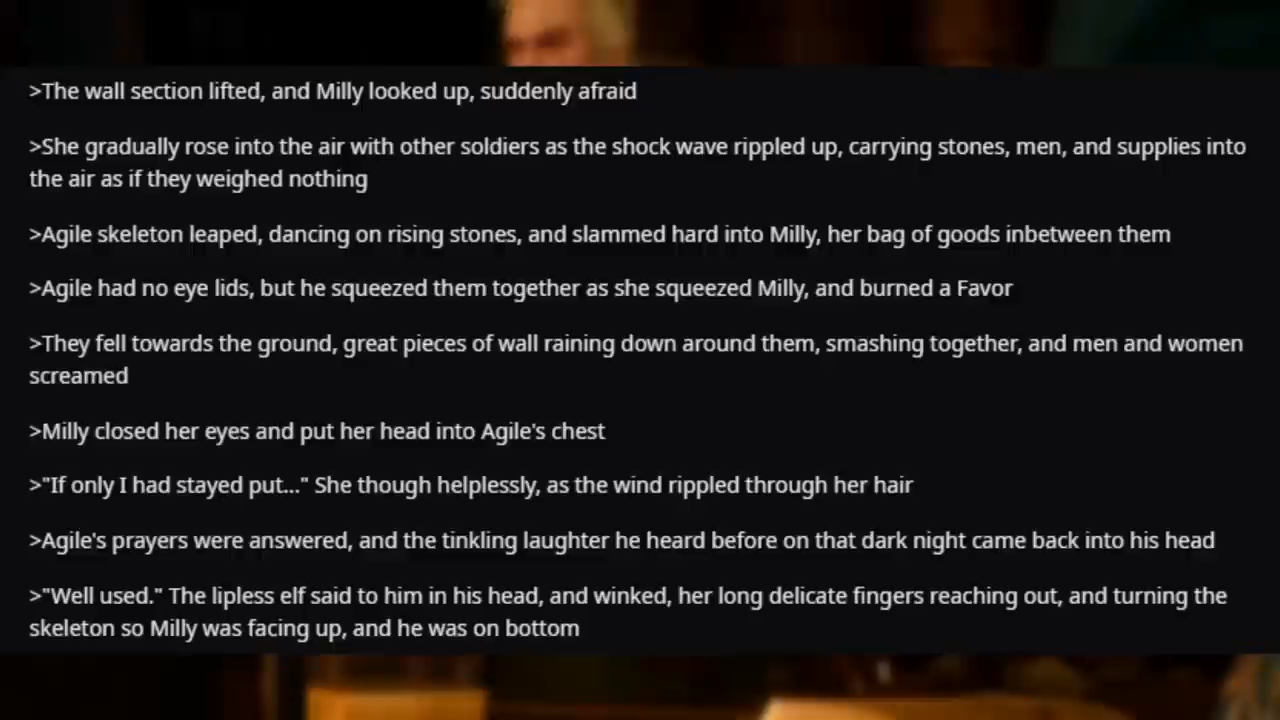 >The wall section lifted, and Milly looked up, suddenly afraid
>She gradually rose into the air with other soldiers as the shock wave rippled up, carrying stones, men, and supplies into
the air as if they weighed nothing
>Agile skeleton leaped, dancing on rising stones, and slammed hard into Milly, her bag of goods inbetween them
>Agile had no eye lids, but he squeezed them together as she squeezed Milly, and burned a Favor
>They fell towards the ground, great pieces of wall raining down around them, smashing together, and men and women
screamed
>Milly closed her eyes and put her head into Agile's chest
>"If only I had stayed put..." She though helplessly, as the wind rippled through her hair
>Agile's prayers were answered, and the tinkling laughter he heard before on that dark night came back into his head
>"Well used." The lipless elf said to him in his head, and winked, her long delicate fingers reaching out, and turning the
skeleton so Milly was facing up, and he was on bottom